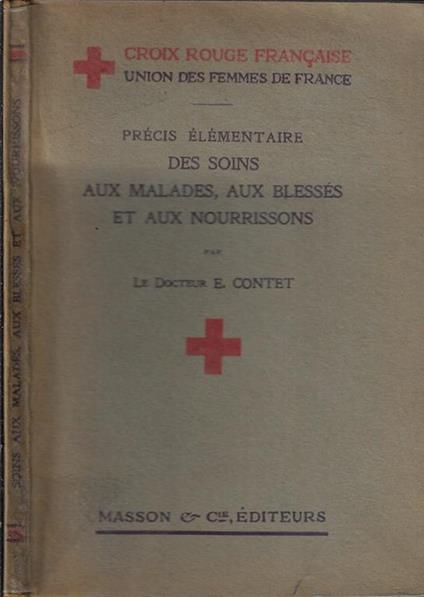 CROIX ROUGE FRANÇAISE
UNION DES FEMMES DE FRANCE
PRÉCIS ÉLÉMENTAIRE
DES SOINS
AUX MALADES, AUX BLESSÉS
ET AUX NOURRISSONS
PAR
LE DOCTEUR E. CONTET
MASSON & CIE, ÉDITEURS
SOINS AUX MALADES, AUX BLESSÉS ET AUX NOURRISSONS